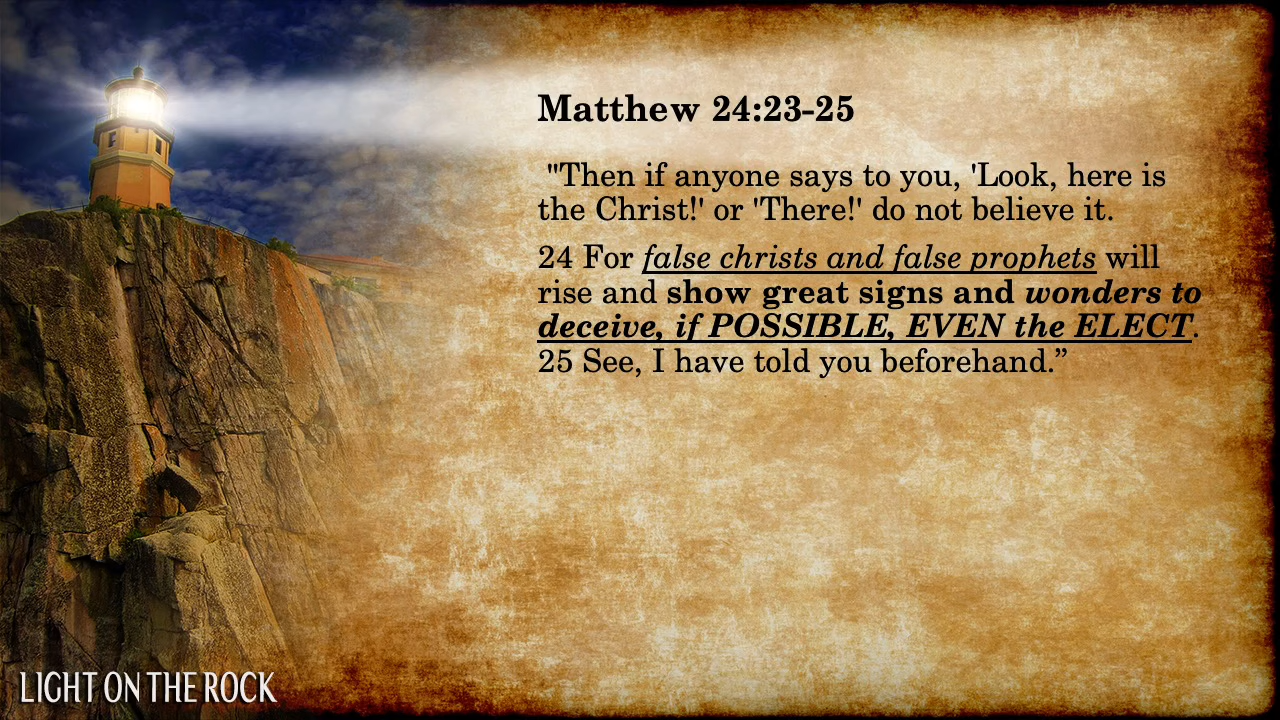 Matthew 24:23-25
"Then if anyone says to you, 'Look, here is
the Christ!' or 'There!' do not believe it.
24 For false christs and false prophets will
rise and show great signs and wonders to
deceive, if POSSIBLE, EVEN the ELECT.
25 See, I have told you beforehand.”
LIGHT ON THE ROCK